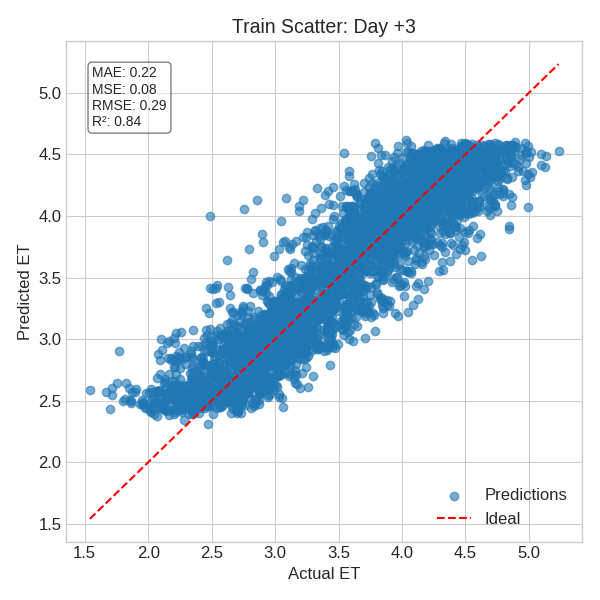 Train Scatter: Day +3
MAE: 0.22
MSE: 0.08
RMSE: 0.29
R²: 0.84
Predicted ET
5.0
4.5
4.0
3.5
3.0
2.5
2.0
1.5
Predictions
Ideal
1.5 2.0 2.5 3.0 3.5 4.0 4.5 5.0
Actual ET